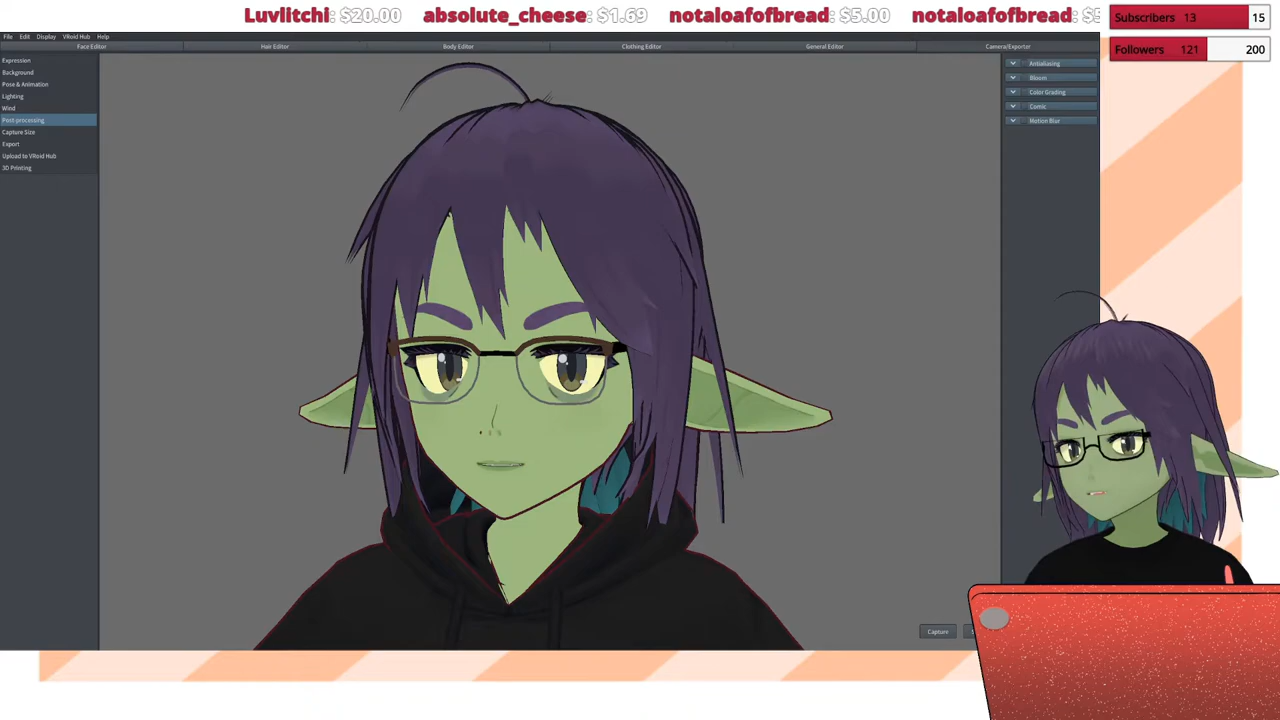 Luvlitchi: $20.00 absolute_cheese: $1.69 notaloafofbread: $5.00 notaloafofbread: $5
Subscribers 13 15
Followers 121 200
File Edit Display VRoid Hub Help
Face Editor Hair Editor Body Editor Clothing Editor General Editor Camera/Exporter
Expression
Background
Pose & Animation
Lighting
Wind
Post-processing
Capture Size
Export
Upload to VRoid Hub
3D Printing
Antialiasing
Bloom
Color Grading
Comic
Motion Blur
Capture